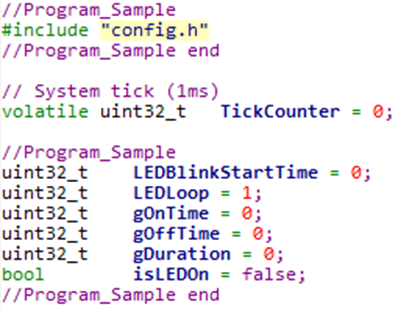 //Program_Sample
#include "config.h"
//Program_Sample end
// System tick (1ms)
volatile uint32_t TickCounter = 0;
//Program_Sample
uint32_t LEDBlinkStartTime = 0;
uint32_t LEDLoop = 1;
uint32_t gOnTime = 0;
uint32_t gOffTime = 0;
uint32_t gDuration = 0;
bool isLEDOn = false;
//Program_Sample end